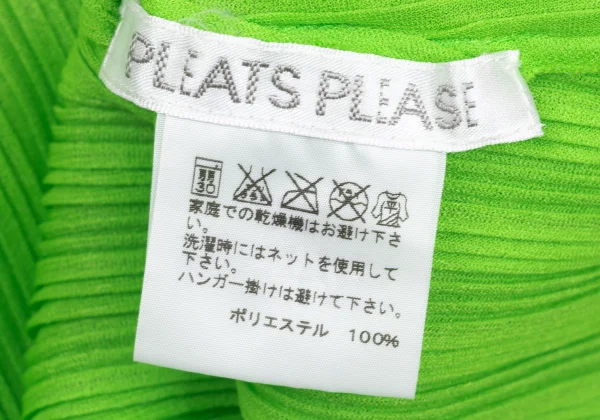 PLEATS PLEASE
弱
30
平
家庭での乾燥機はお避け下さ
い。
洗濯時にはネットを使用して
下さい。
ハンガー掛けは避けて下さい。
ポリエステル 100%